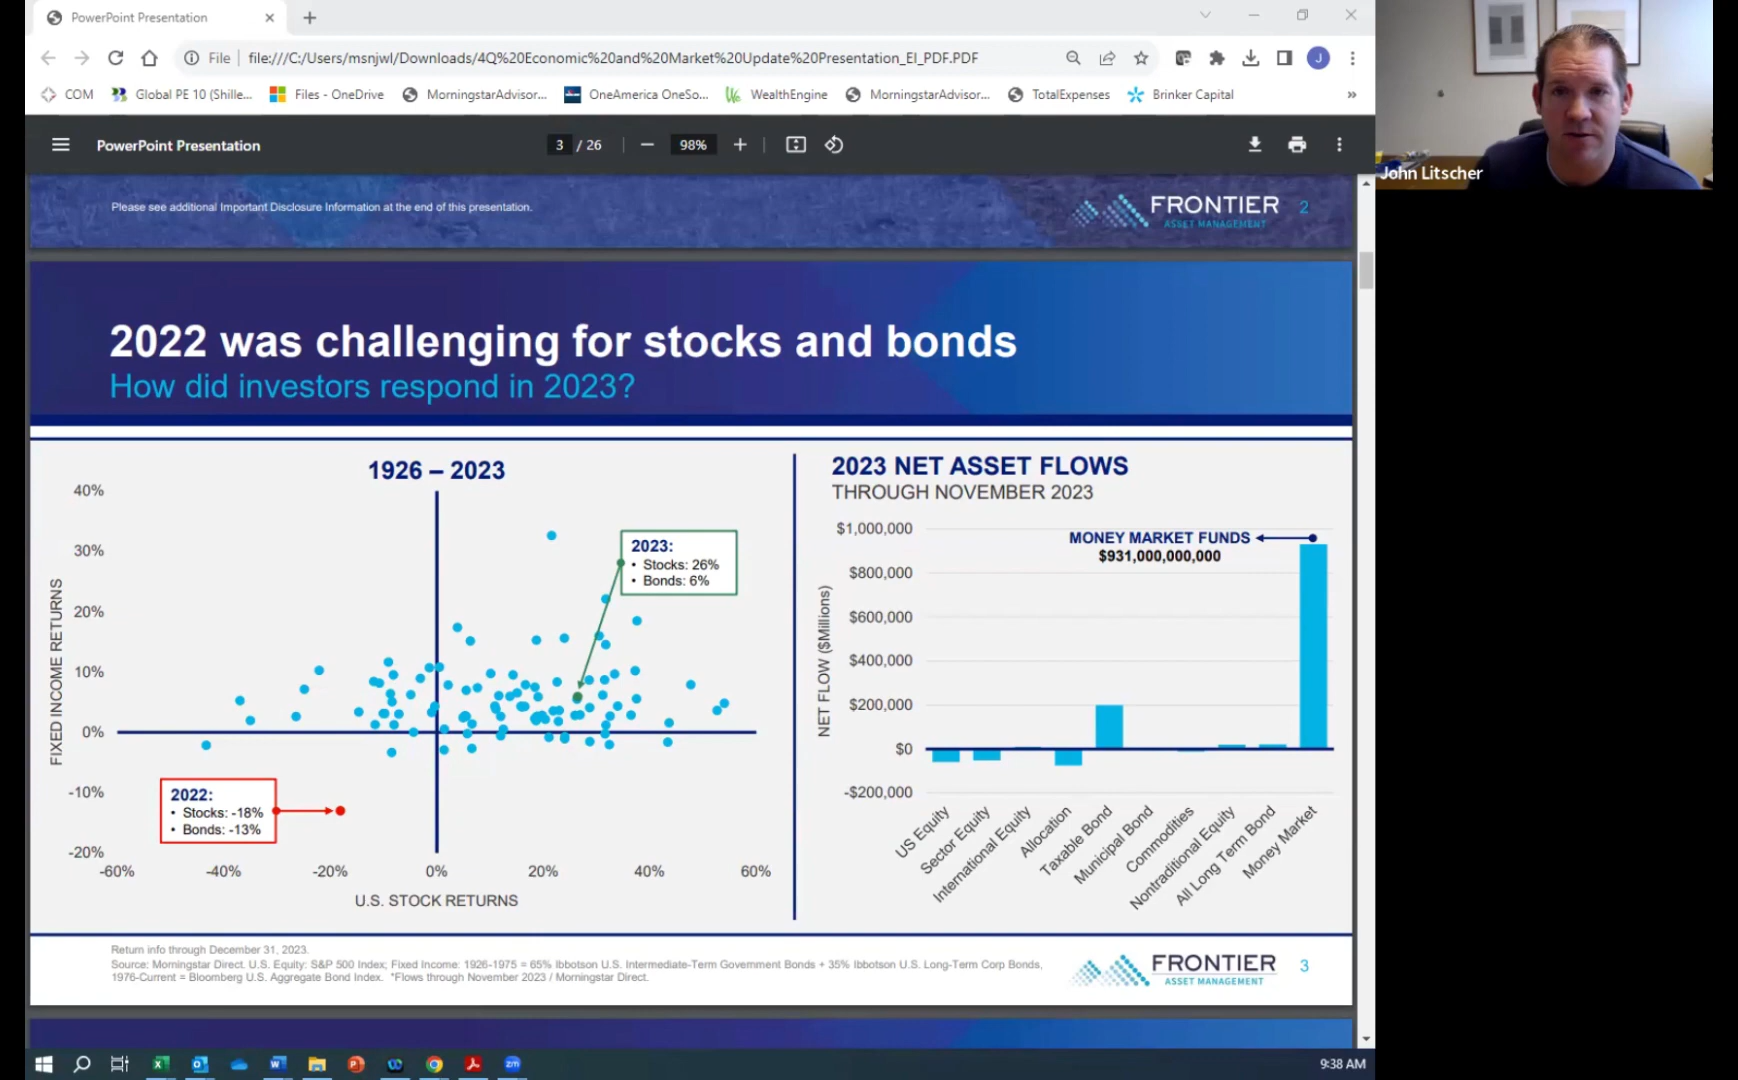 PowerPoint Presentation
File
file:///C:/Users/msnjwl/Downloads/4Q%20Economic%20and%20Market%20Update%20Presentation_EI_PDF.PDF
J
COM
Global PE 10 (Shille...
Files - OneDrive
MorningstarAdvisor...
OneAmerica OneSo...
WealthEngine
MorningstarAdvisor...
TotalExpenses
Brinker Capital
»
PowerPoint Presentation
3 / 26
98%
John Litscher
Please see additional Important Disclosure Information at the end of this presentation.
FRONTIER
ASSET MANAGEMENT
2
2022 was challenging for stocks and bonds
How did investors respond in 2023?
1926 – 2023
40%
30%
20%
10%
0%
-10%
-20%
FIXED INCOME RETURNS
2023:
• Stocks: 26%
• Bonds: 6%
2022:
• Stocks: -18%
• Bonds: -13%
-60%
-40%
-20%
0%
20%
40%
60%
U.S. STOCK RETURNS
2023 NET ASSET FLOWS
THROUGH NOVEMBER 2023
$1,000,000
$800,000
$600,000
$400,000
$200,000
$0
-$200,000
NET FLOW ($Millions)
MONEY MARKET FUNDS
$931,000,000,000
US Equity
Sector Equity
International Equity
Allocation
Taxable Bond
Municipal Bond
Commodities
Nontraditional Equity
All Long Term Bond
Money Market
Return info through December 31, 2023.
Source: Morningstar Direct. U.S. Equity: S&P 500 Index; Fixed Income: 1926-1975 = 65% Ibbotson U.S. Intermediate-Term Government Bonds + 35% Ibbotson U.S. Long-Term Corp Bonds,
1976-Current = Bloomberg U.S. Aggregate Bond Index. *Flows through November 2023 / Morningstar Direct.
FRONTIER
ASSET MANAGEMENT
3
zm
9:38 AM